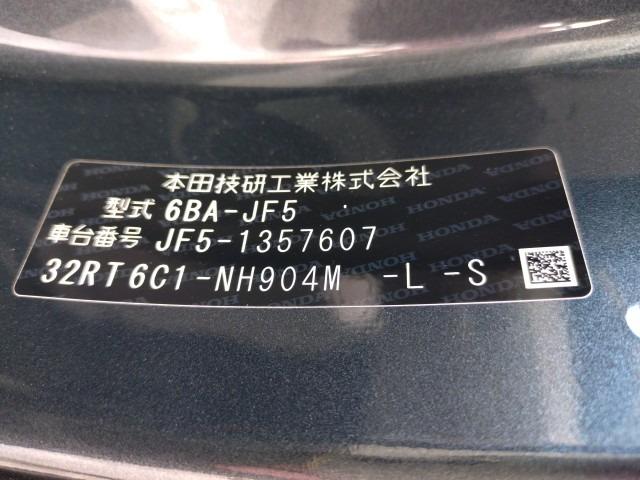 本田技研工業株式会社
型式 6BA-JF5
車台番号 JF5-1357607
32RT6C1-NH904M -L-S